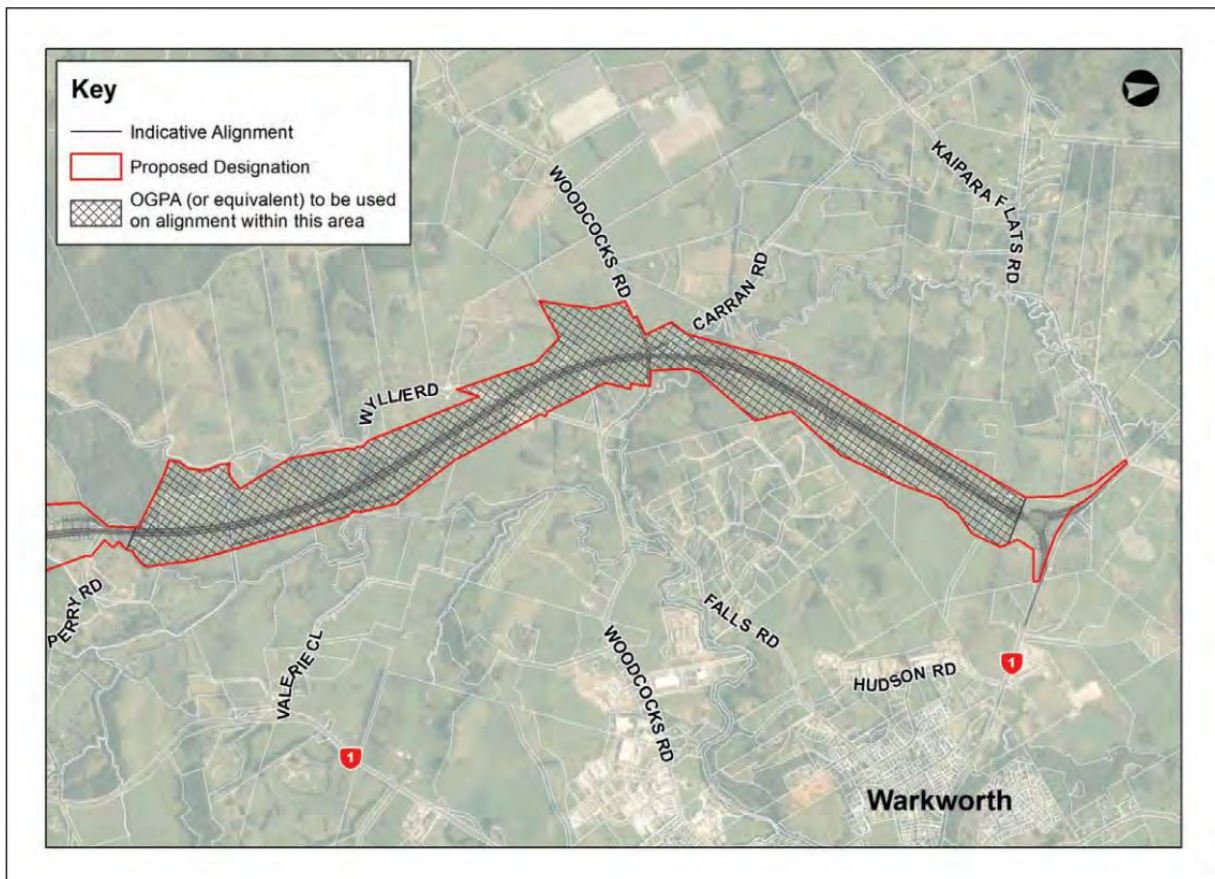 Key
Indicative Alignment
Proposed Designation
OGPA (or equivalent) to be used
on alignment within this area
WOODCOCKS RD
KAIPARA FLATS RD
CARRAN RD
WYLLIE RD
PERRY RD
VALERIE CL
WOODCOCKS RD
FALLS RD
HUDSON RD
1
1
Warkworth